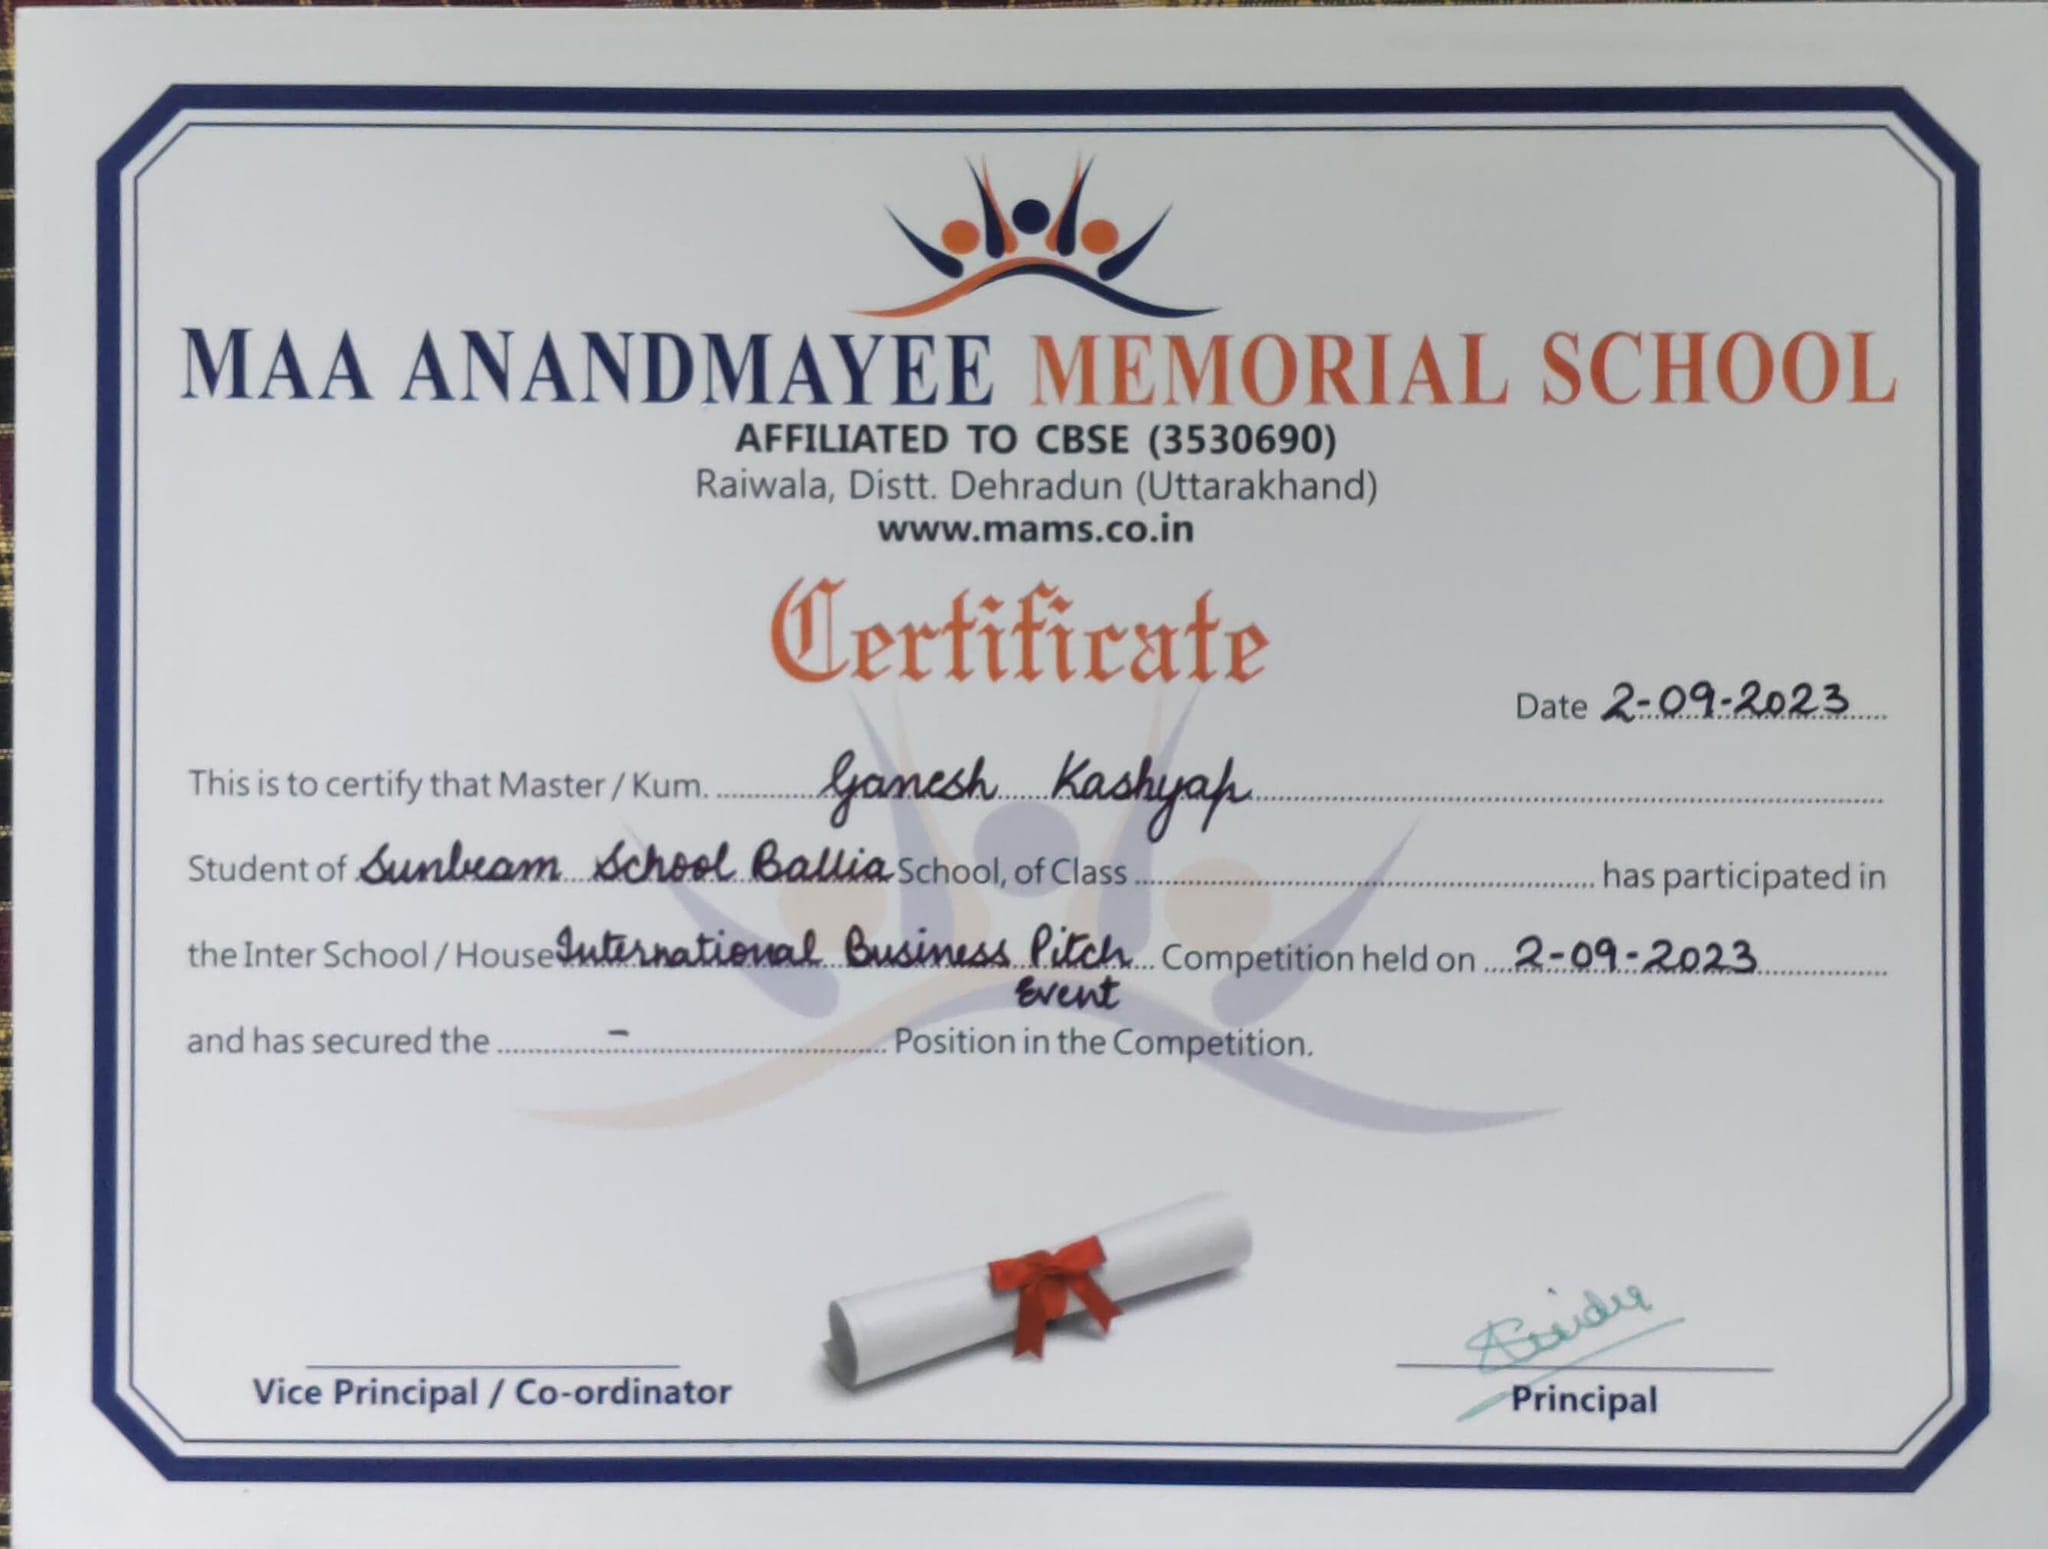 MAA ANANDMAYEE MEMORIAL SCHOOL
AFFILIATED TO CBSE (3530690)
Raiwala, Distt. Dehradun (Uttarakhand)
www.mams.co.in
Certificate
Date 2-09-2023
This is to certify that Master / Kum. Ganesh Kashyap
Student of Sunbeam School Ballia School, of Class has participated in
the Inter School / House International Business Pitch Competition held on 2-09-2023
Event
and has secured the - Position in the Competition.
Vice Principal / Co-ordinator
Principal